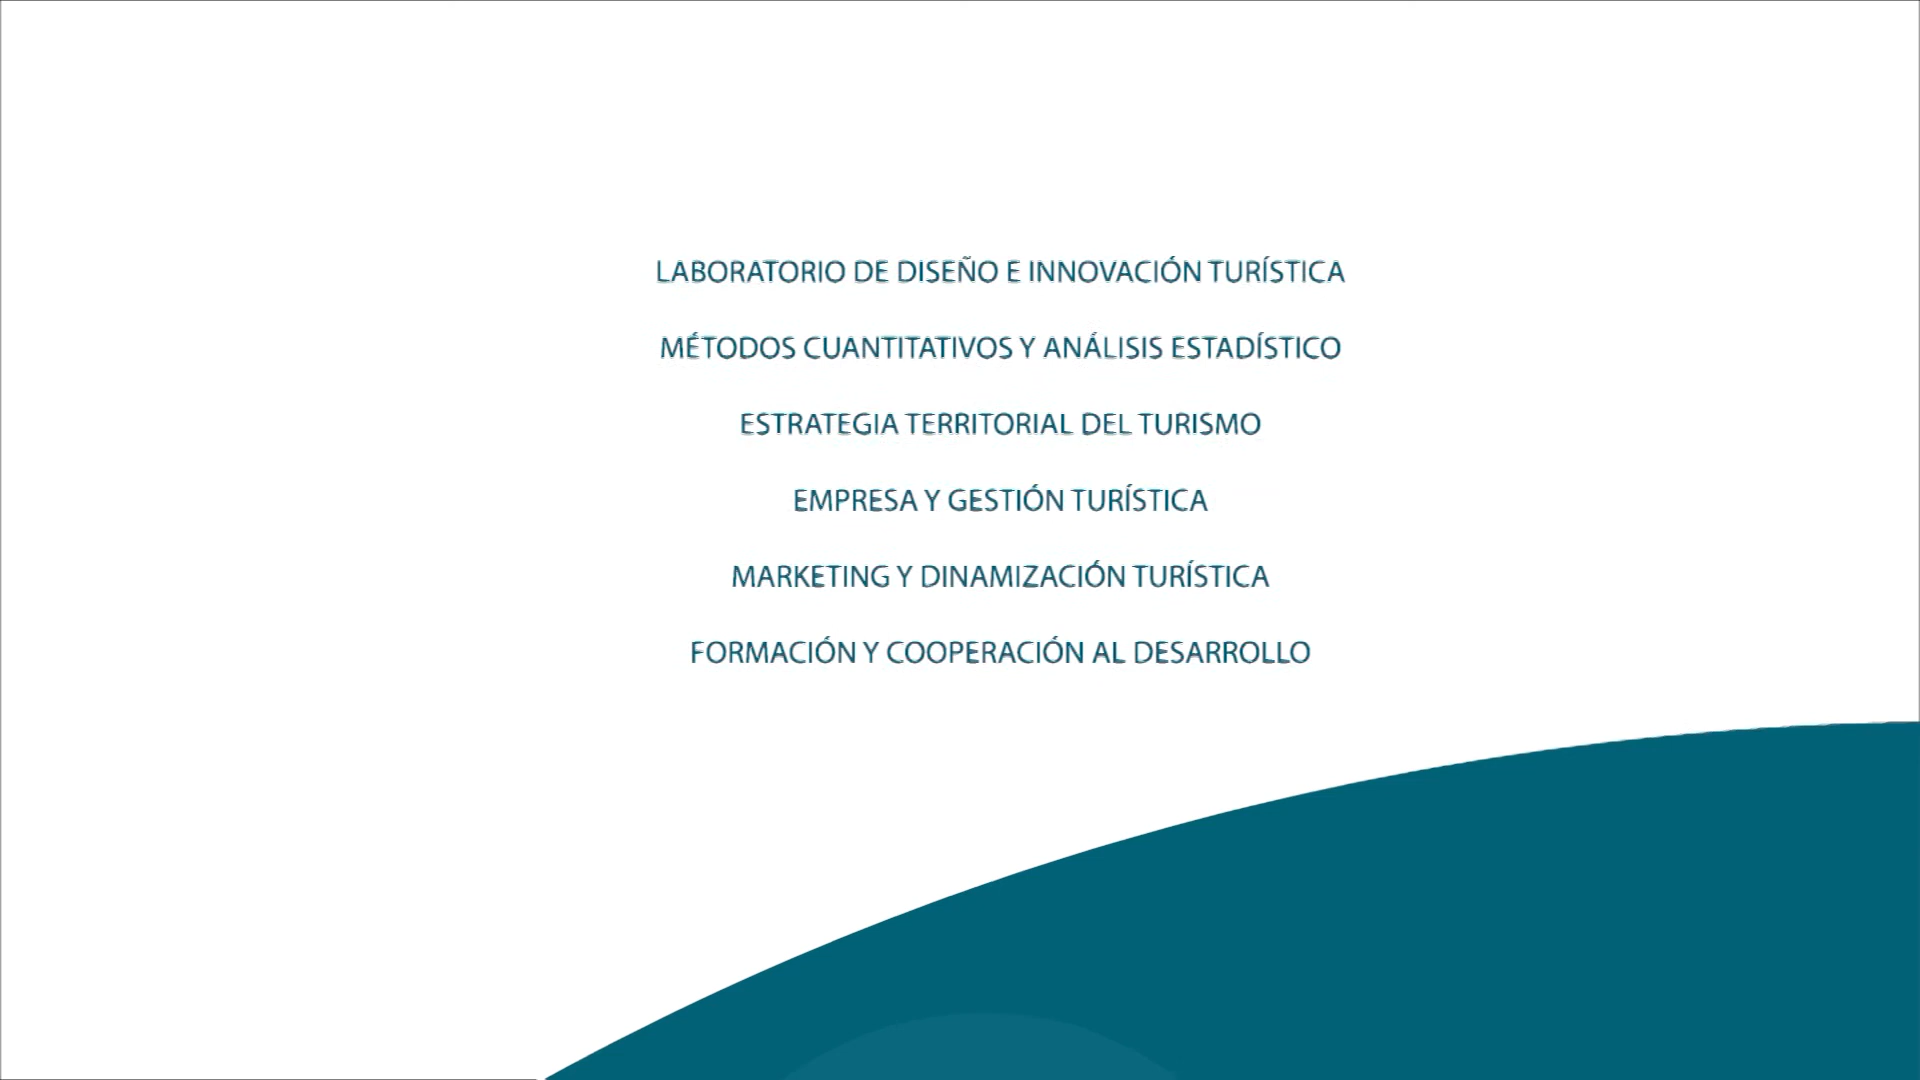 LABORATORIO DE DISEÑO E INNOVACIÓN TURÍSTICA
MÉTODOS CUANTITATIVOS Y ANÁLISIS ESTADÍSTICO
ESTRATEGIA TERRITORIAL DEL TURISMO
EMPRESA Y GESTIÓN TURÍSTICA
MARKETING Y DINAMIZACIÓN TURÍSTICA
FORMACIÓN Y COOPERACIÓN AL DESARROLLO